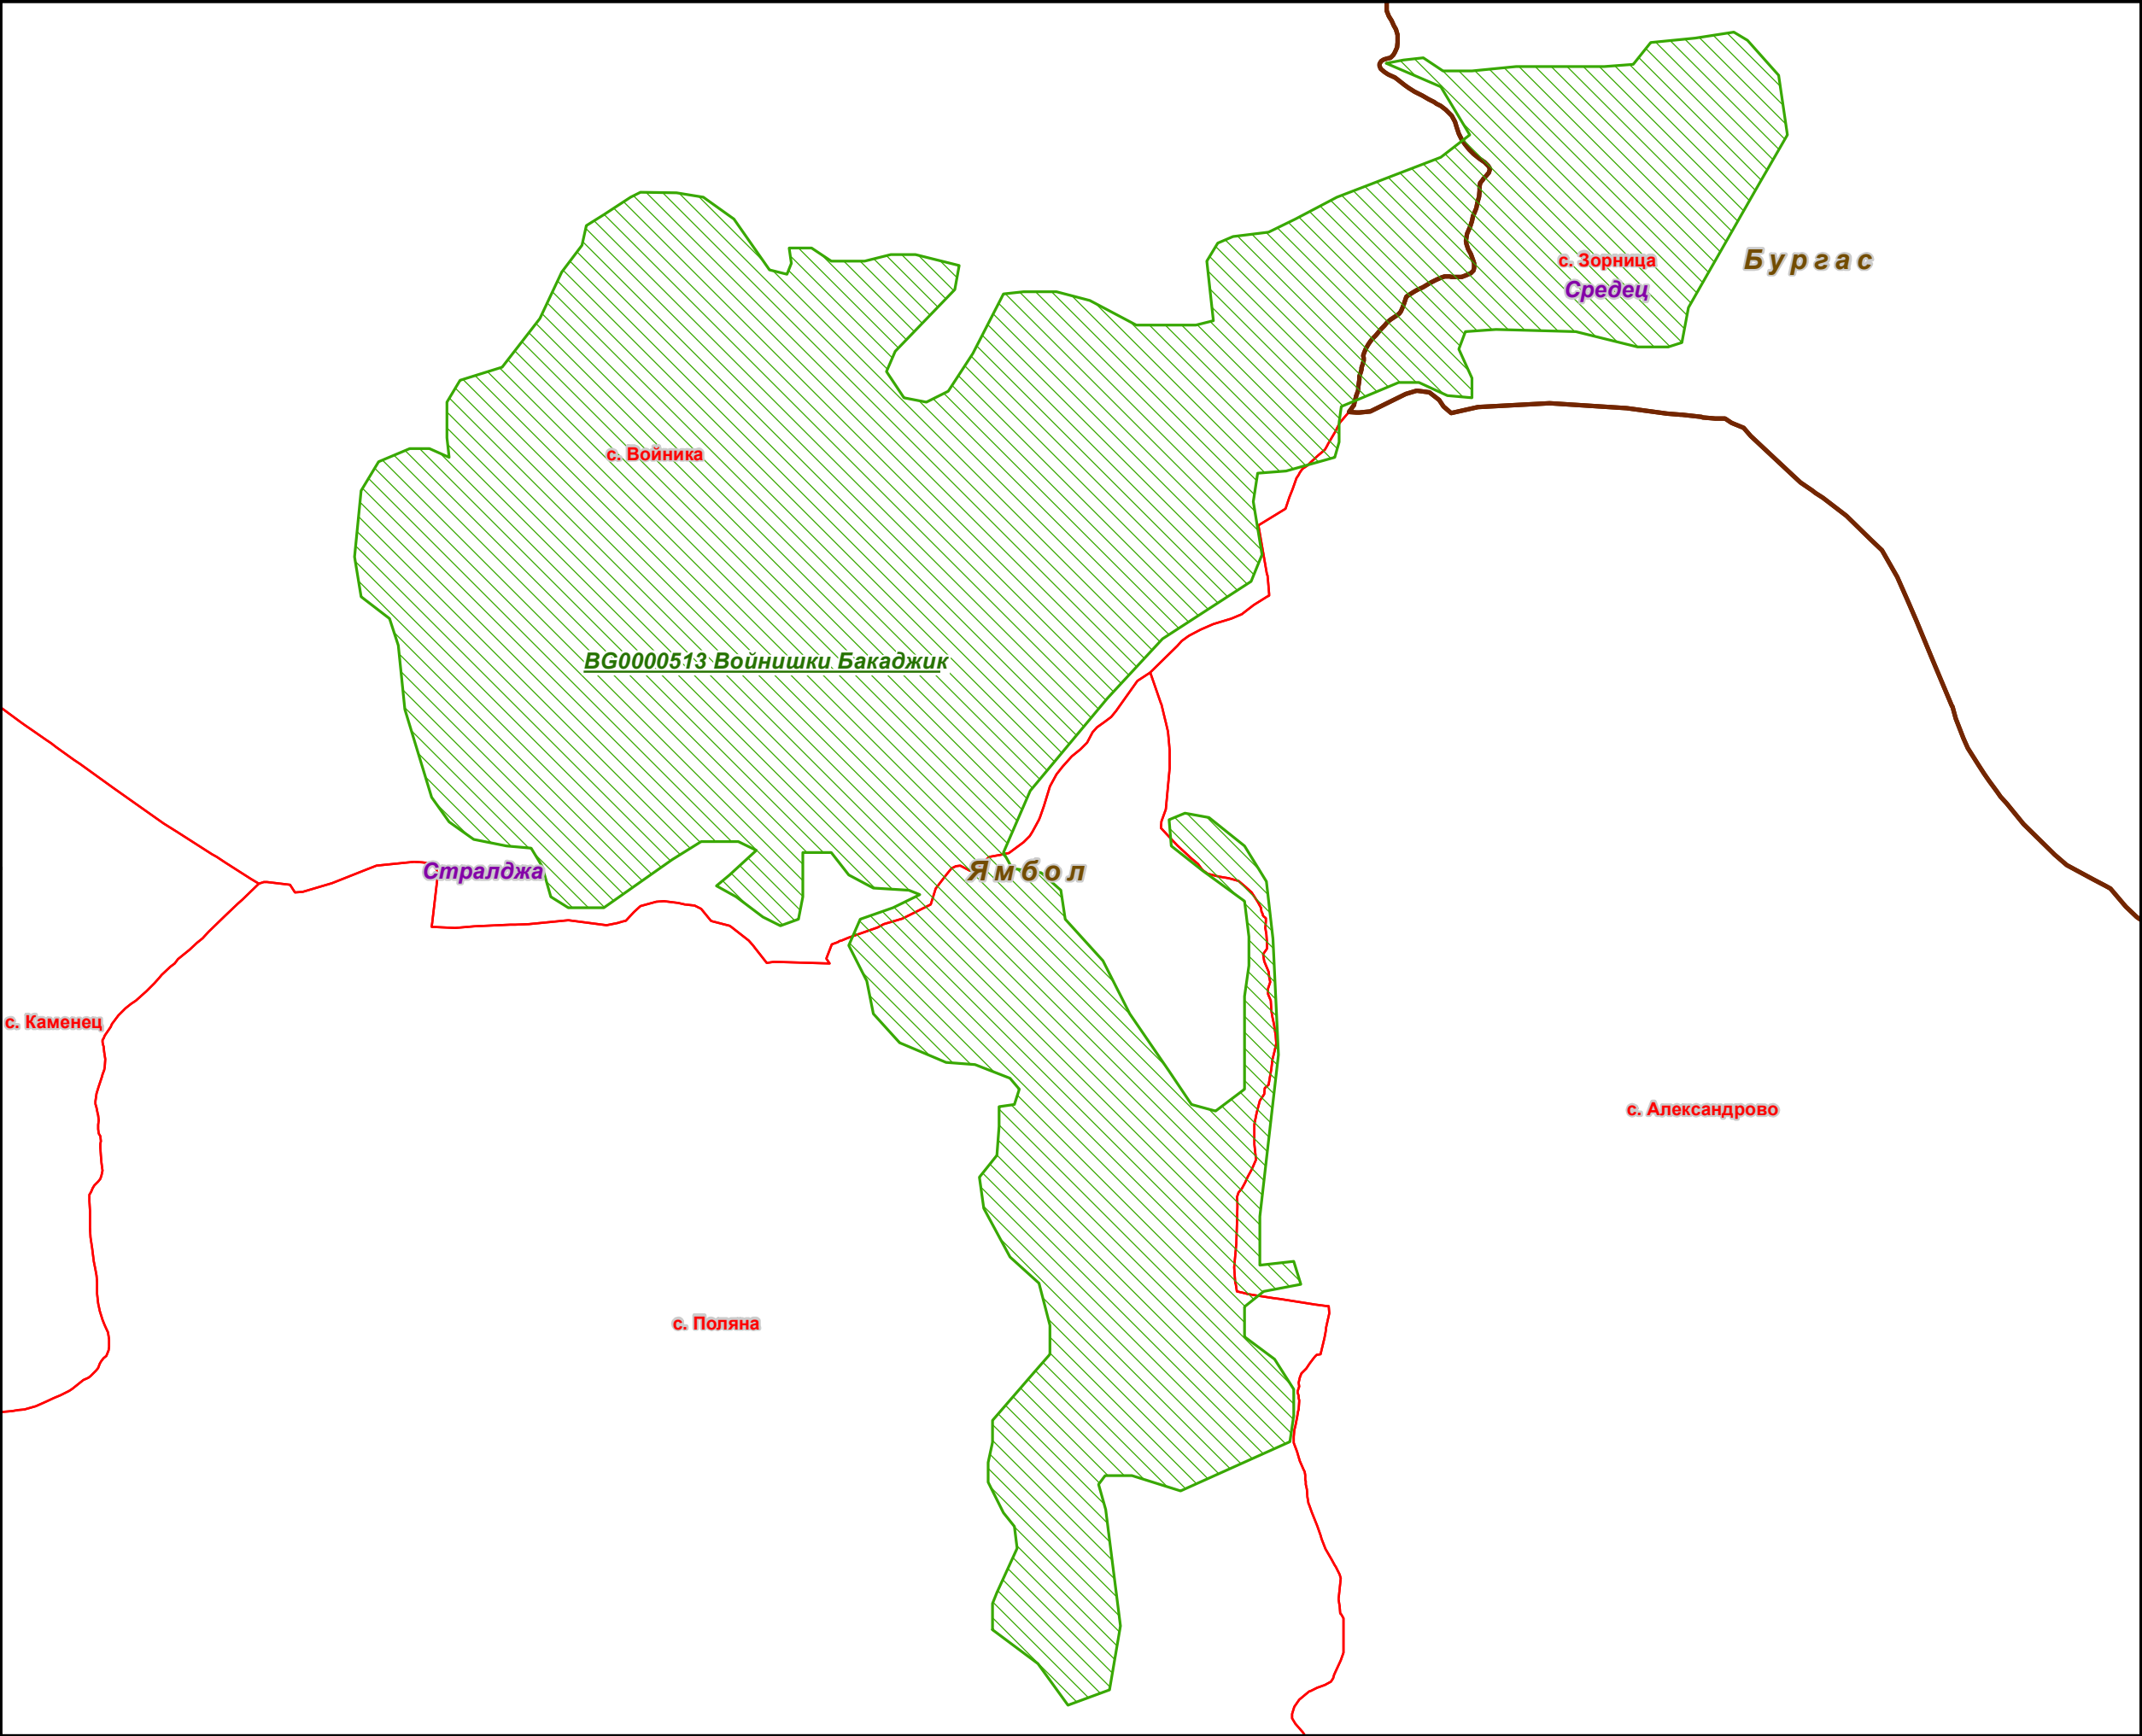 с. Зорница
Бургас
Средец
с. Войника
BG0000513 Войнишки Бакаджик
Стралджа
Ямбол
с. Каменец
с. Александрово
с. Поляна